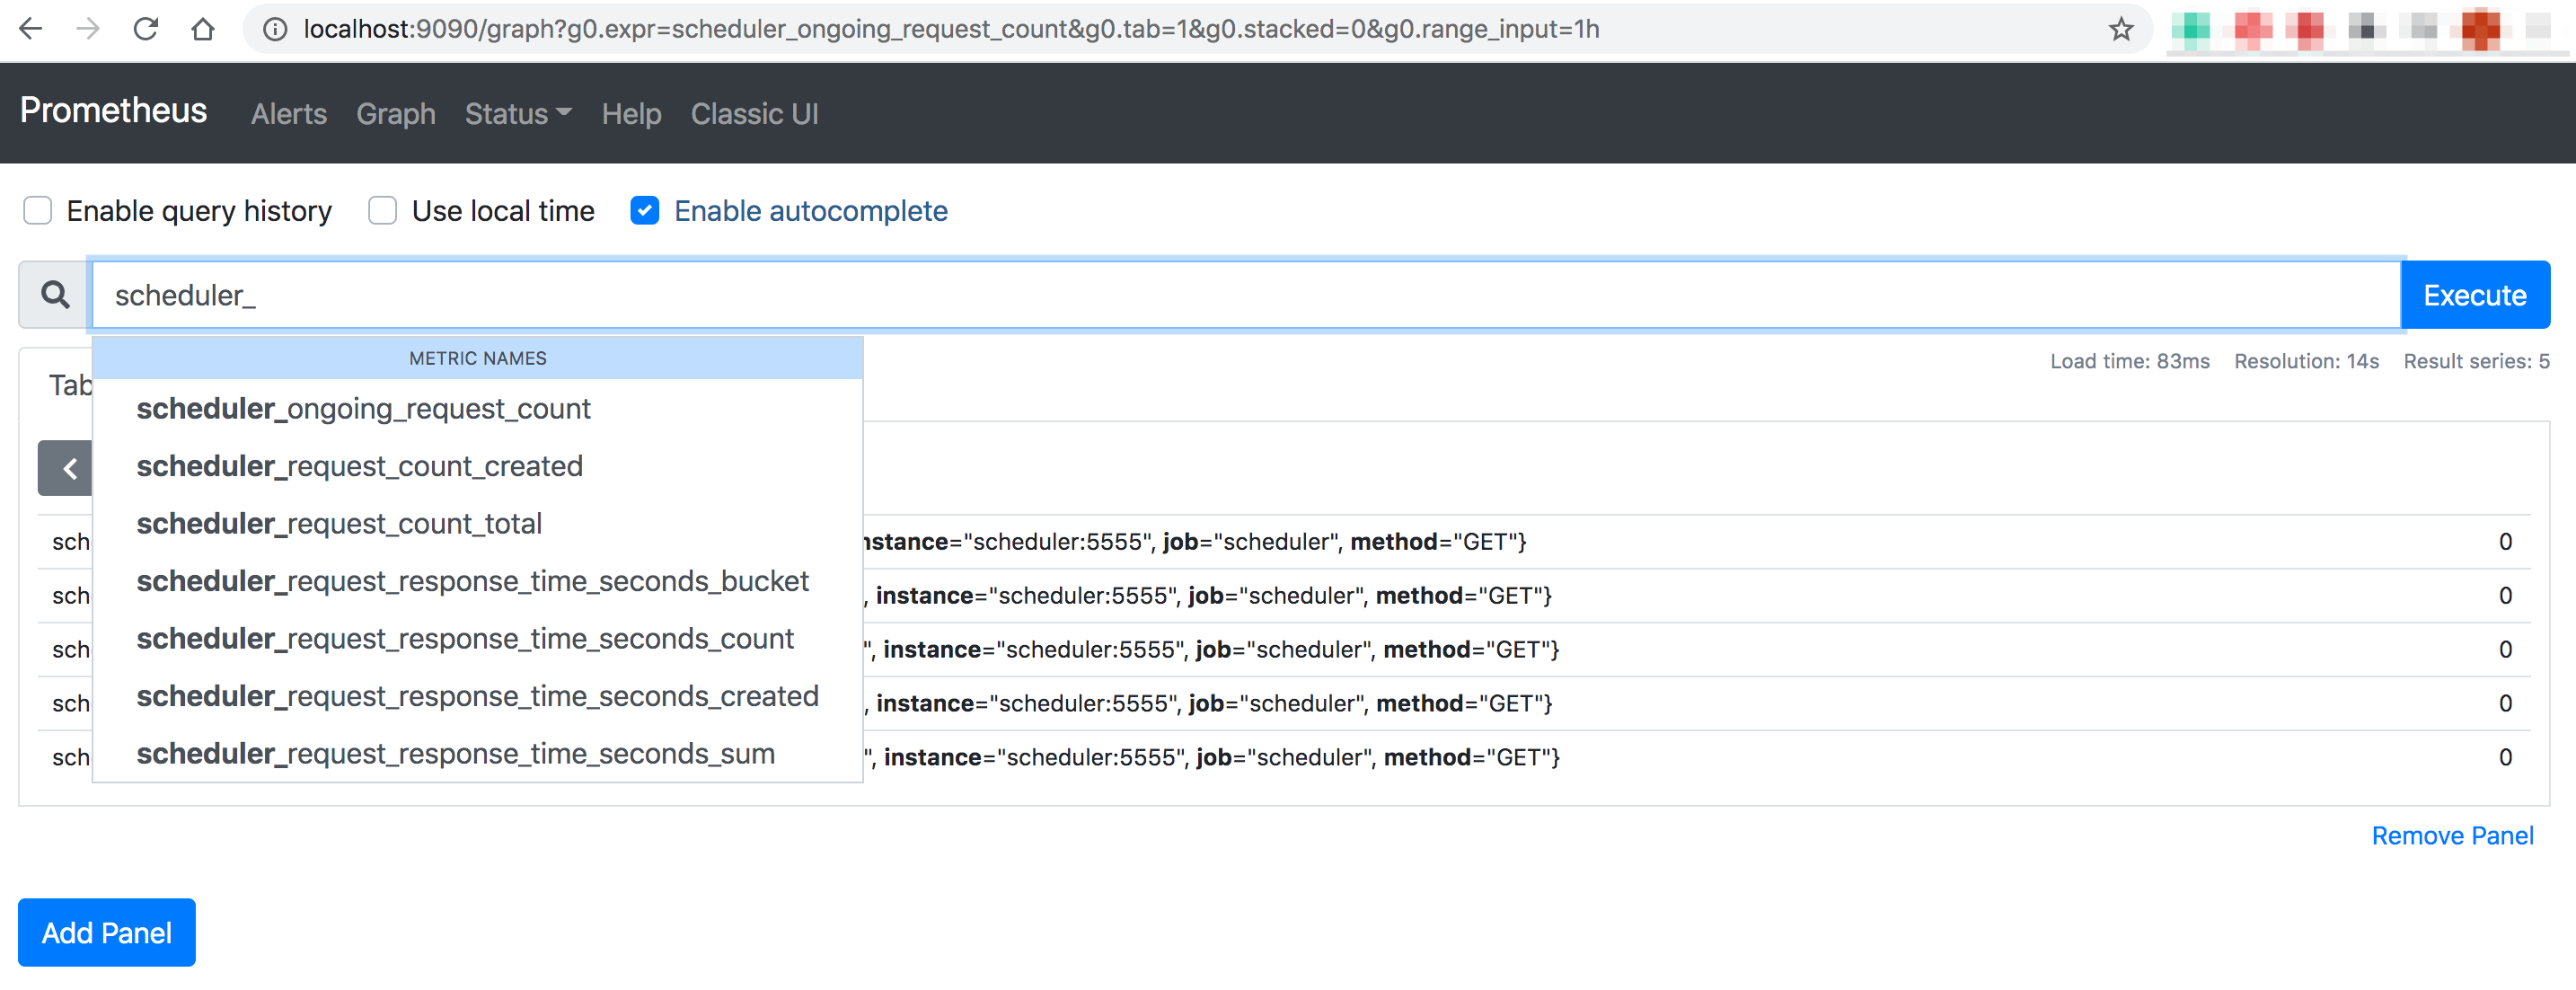 localhost:9090/graph?g0.expr=scheduler_ongoing_request_count&g0.tab=1&g0.stacked=0&g0.range_input=1h
Prometheus Alerts Graph Status Help Classic UI
Enable query history Use local time Enable autocomplete
scheduler_ Execute
METRIC NAMES
Load time: 83ms Resolution: 14s Result series: 5
Tab
scheduler_ongoing_request_count
scheduler_request_count_created
scheduler_request_count_total
sch nstance="scheduler:5555", job="scheduler", method="GET"} 0
scheduler_request_response_time_seconds_bucket
sch , instance="scheduler:5555", job="scheduler", method="GET"} 0
scheduler_request_response_time_seconds_count
sch ", instance="scheduler:5555", job="scheduler", method="GET"} 0
scheduler_request_response_time_seconds_created
sch , instance="scheduler:5555", job="scheduler", method="GET"} 0
scheduler_request_response_time_seconds_sum
sch ", instance="scheduler:5555", job="scheduler", method="GET"} 0
Remove Panel
Add Panel